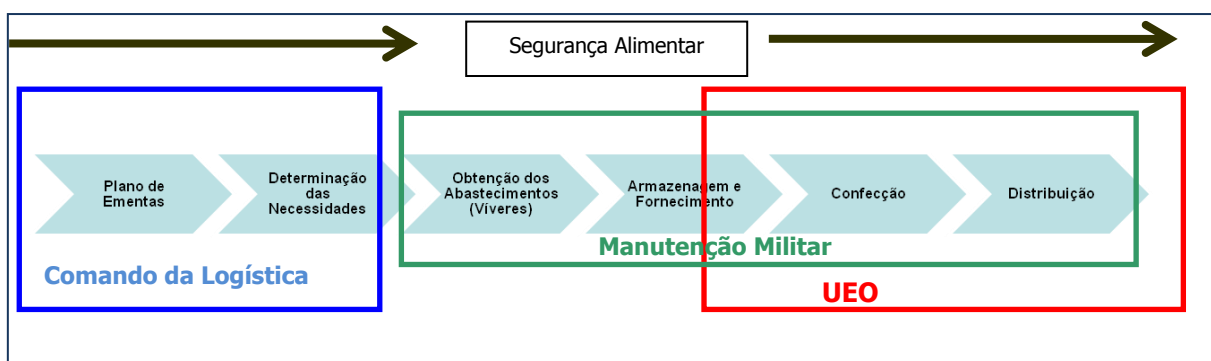 Segurança Alimentar
Plano de
Ementas
Determinação
das
Necessidades
Obtenção dos
Abastecimentos
(Víveres)
Armazenagem e
Fornecimento
Confecção
Distribuição
Manutenção Militar
Comando da Logística
UEO